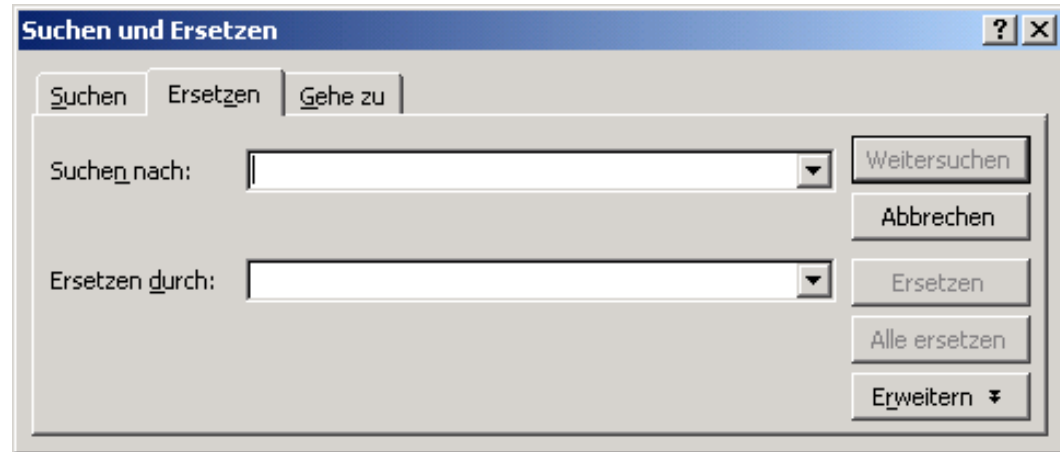 Suchen und Ersetzen
Suchen Ersetzen Gehe zu
Suchen nach:
Weitersuchen
Abbrechen
Ersetzen durch:
Ersetzen
Alle ersetzen
Erweitern